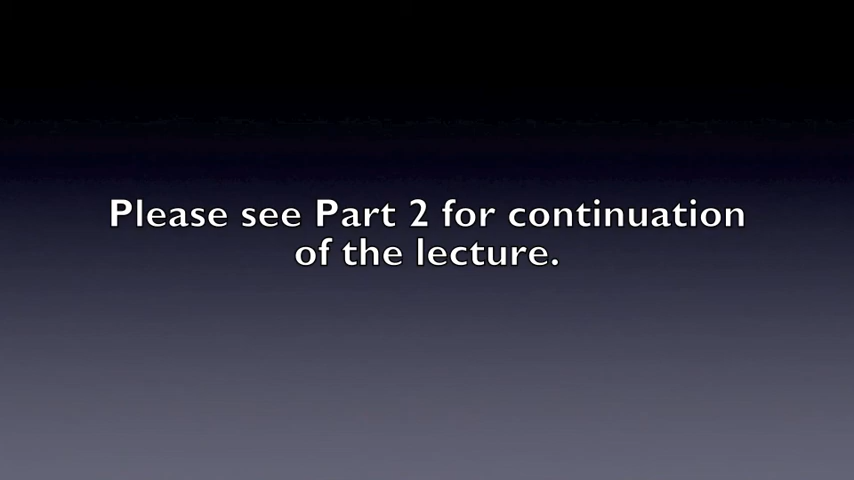 Please see Part 2 for continuation
of the lecture.